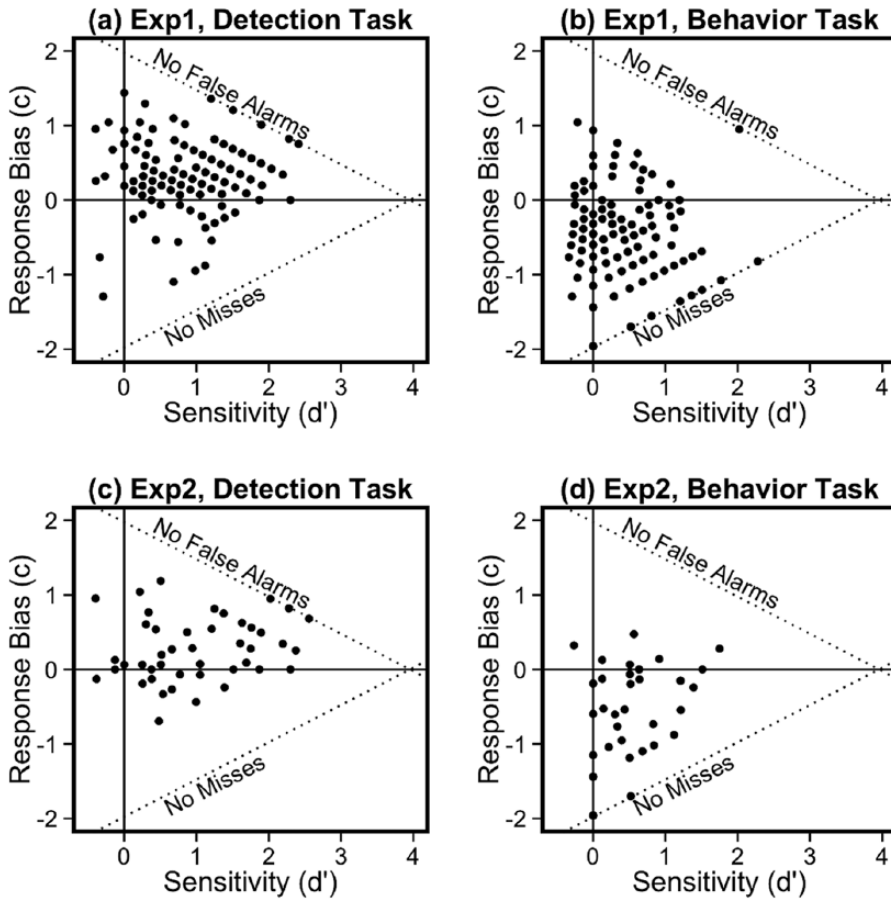 (a) Exp1, Detection Task
2
1
0
-1
-2
Response Bias (c)
No False Alarms
No Misses
0 1 2 3 4
Sensitivity (d')
(b) Exp1, Behavior Task
2
1
0
-1
-2
Response Bias (c)
No False Alarms
No Misses
0 1 2 3 4
Sensitivity (d')
(c) Exp2, Detection Task
2
1
0
-1
-2
Response Bias (c)
No False Alarms
No Misses
0 1 2 3 4
Sensitivity (d')
(d) Exp2, Behavior Task
2
1
0
-1
-2
Response Bias (c)
No False Alarms
No Misses
0 1 2 3 4
Sensitivity (d')